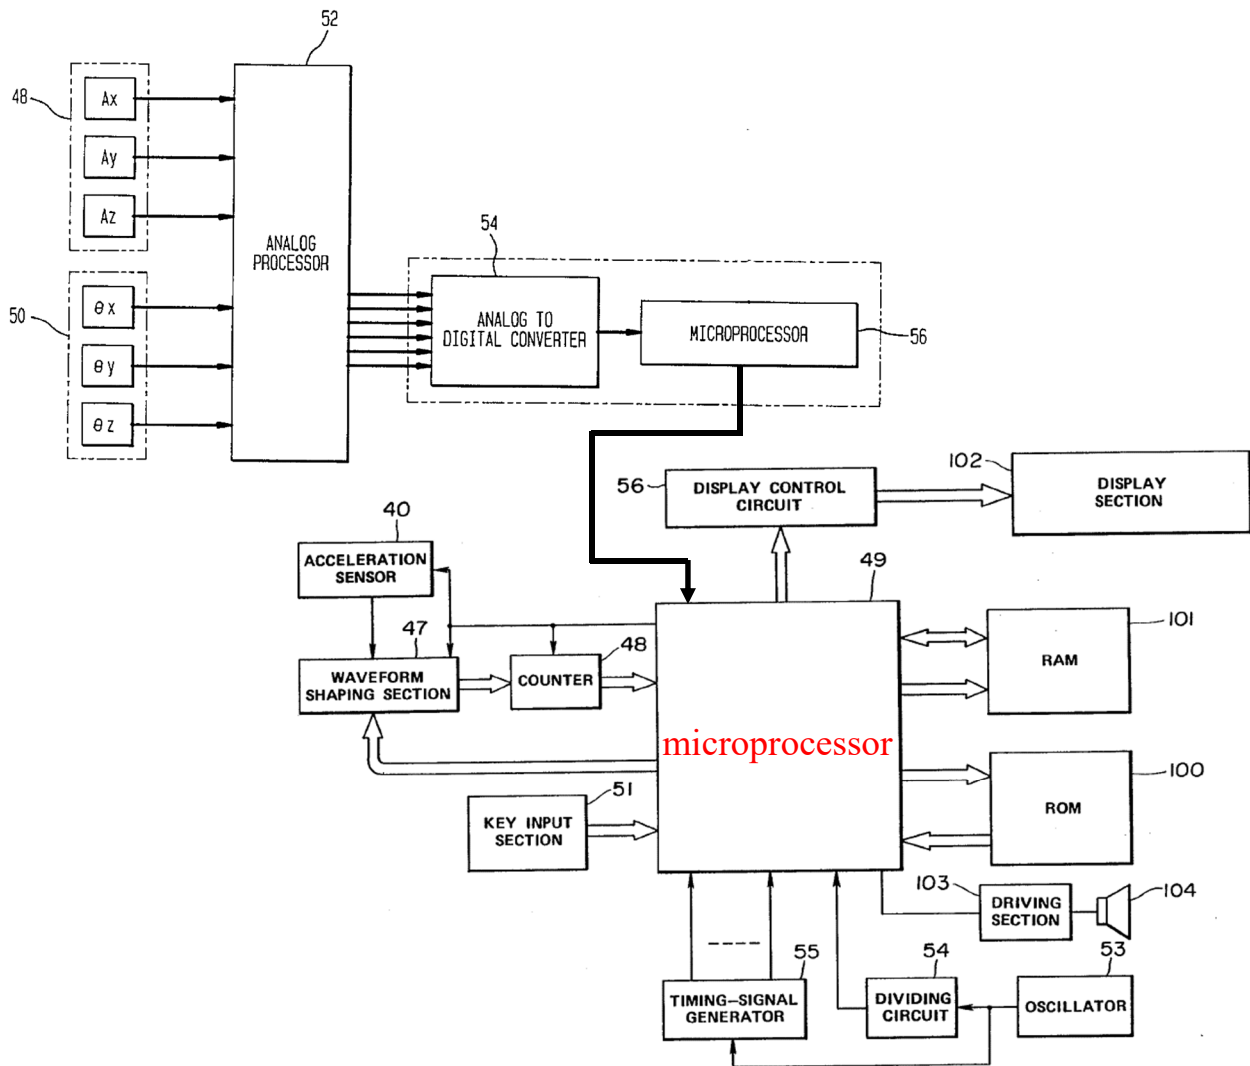 52
48
Ax
Ay
Az
ANALOG
PROCESSOR
50
θx
θy
θz
54
ANALOG TO
DIGITAL CONVERTER
MICROPROCESSOR
56
102
56
DISPLAY CONTROL
CIRCUIT
DISPLAY
SECTION
40
ACCELERATION
SENSOR
49
47
WAVEFORM
SHAPING SECTION
48
COUNTER
101
RAM
microprocessor
100
ROM
51
KEY INPUT
SECTION
103
DRIVING
SECTION
104
55
TIMING-SIGNAL
GENERATOR
54
DIVIDING
CIRCUIT
53
OSCILLATOR